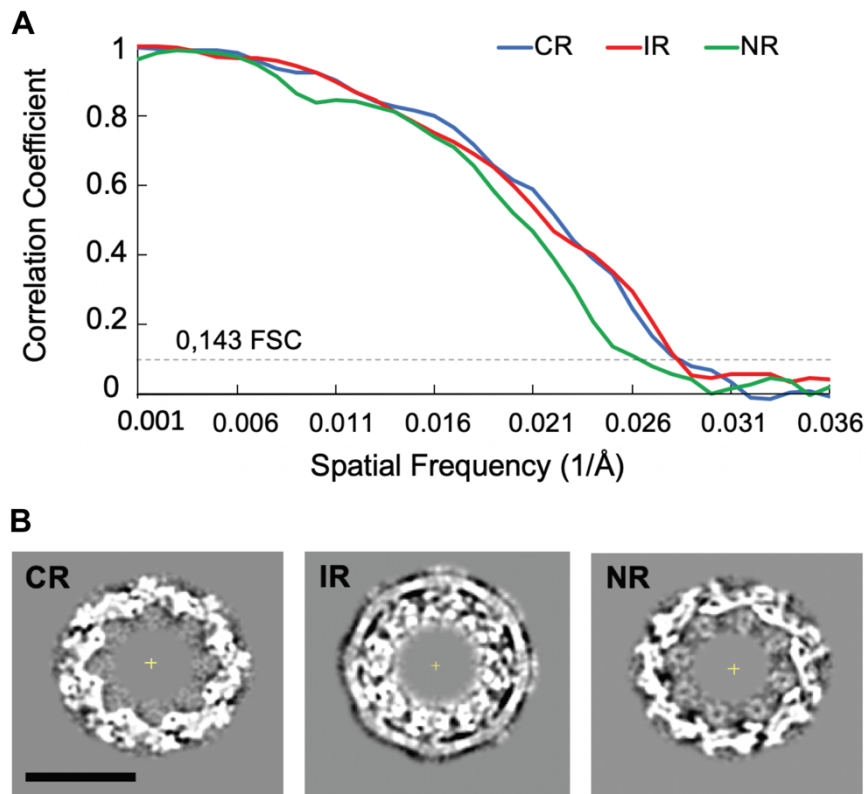 A
CR IR NR
Correlation Coefficient
1
0.8
0.6
0.4
0.2
0
0,143 FSC
0.001 0.006 0.011 0.016 0.021 0.026 0.031 0.036
Spatial Frequency (1/Å)
B
CR IR NR